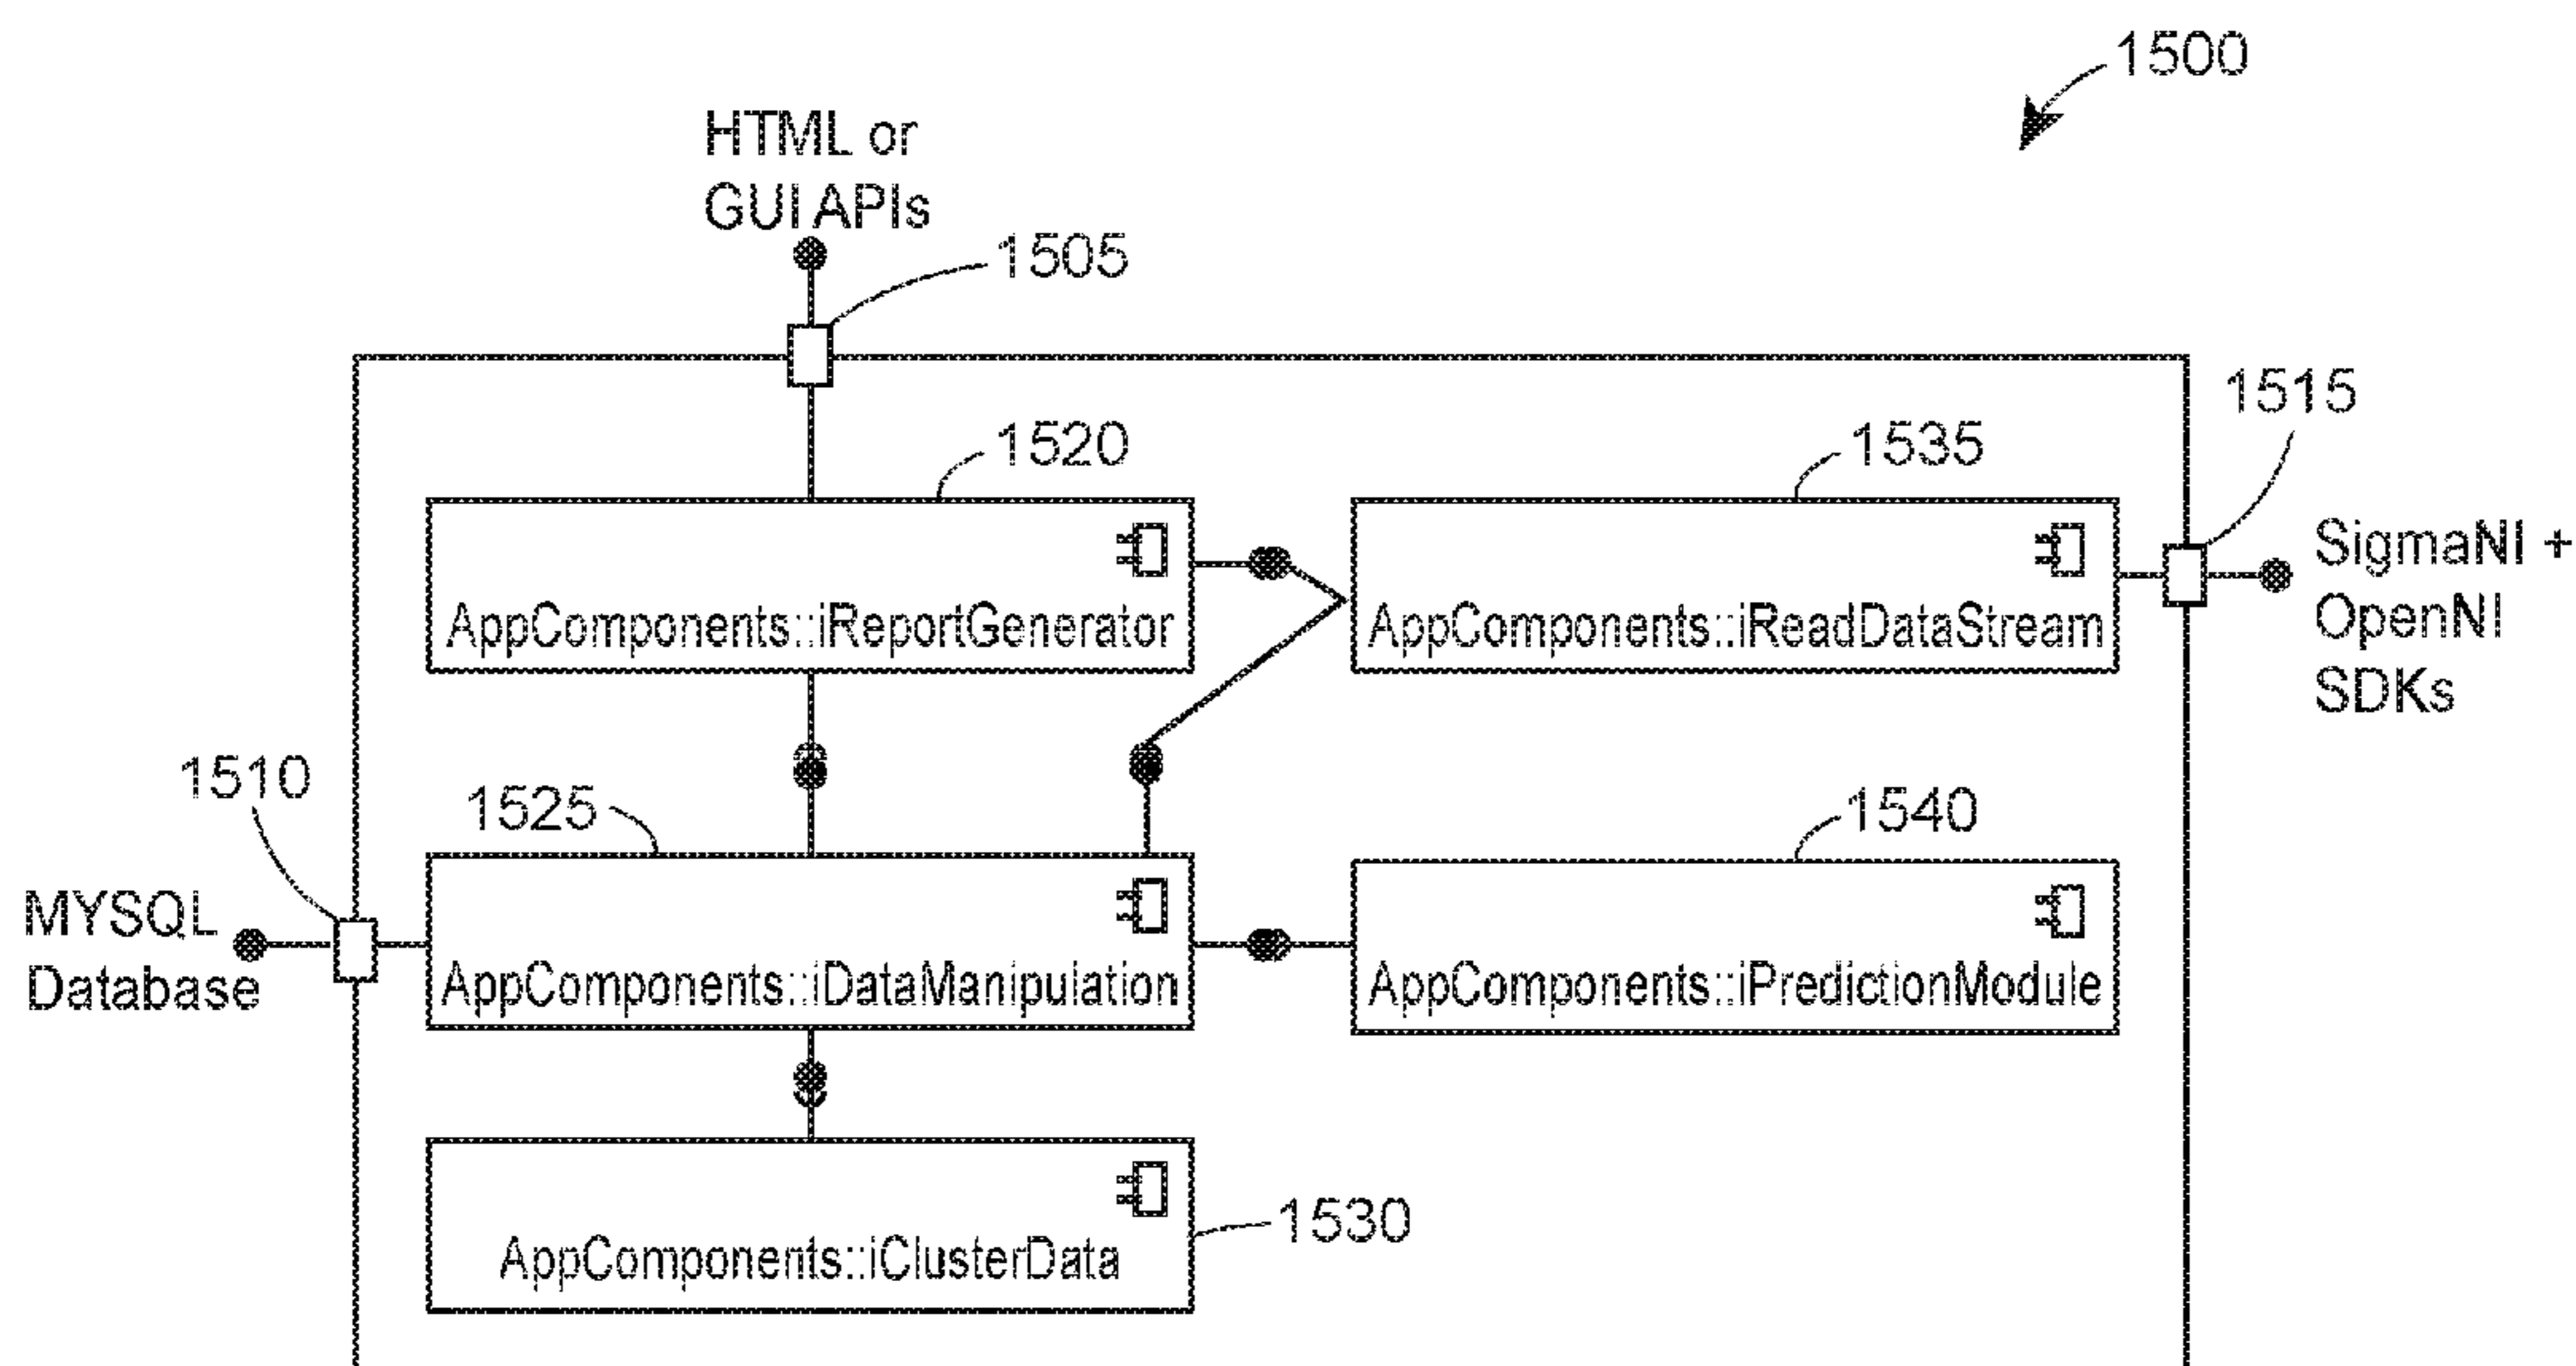 1500
HTML or
GUI APIs
1505
1515
1520
1535
SigmaNI +
OpenNI
SDKs
AppComponents::iReportGenerator
AppComponents::iReadDataStream
1510
1525
1540
MYSQL
Database
AppComponents::iDataManipulation
AppComponents::iPredictionModule
1530
AppComponents::iClusterData